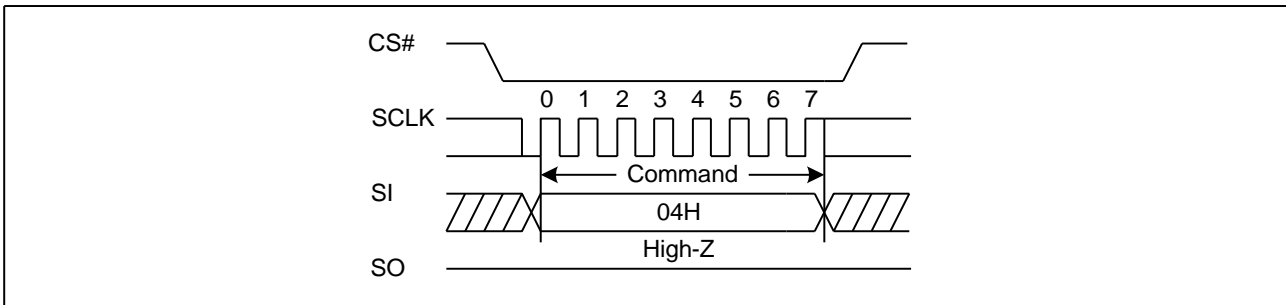 CS#
0 1 2 3 4 5 6 7
SCLK
Command
SI
04H
High-Z
SO